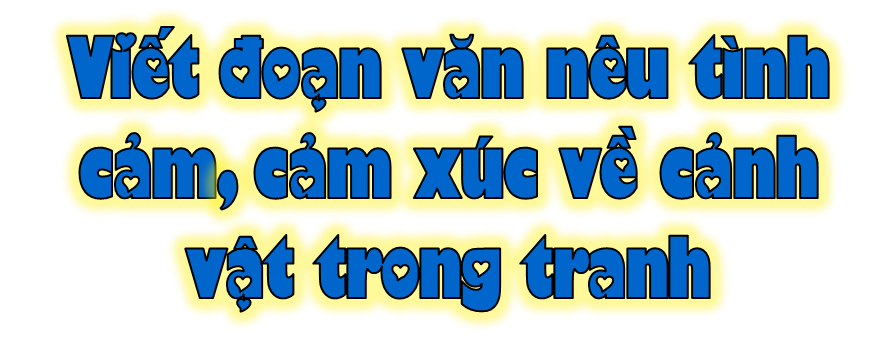 Viết đoạn văn nêu tình
cảm, cảm xúc về cảnh
vật trong tranh